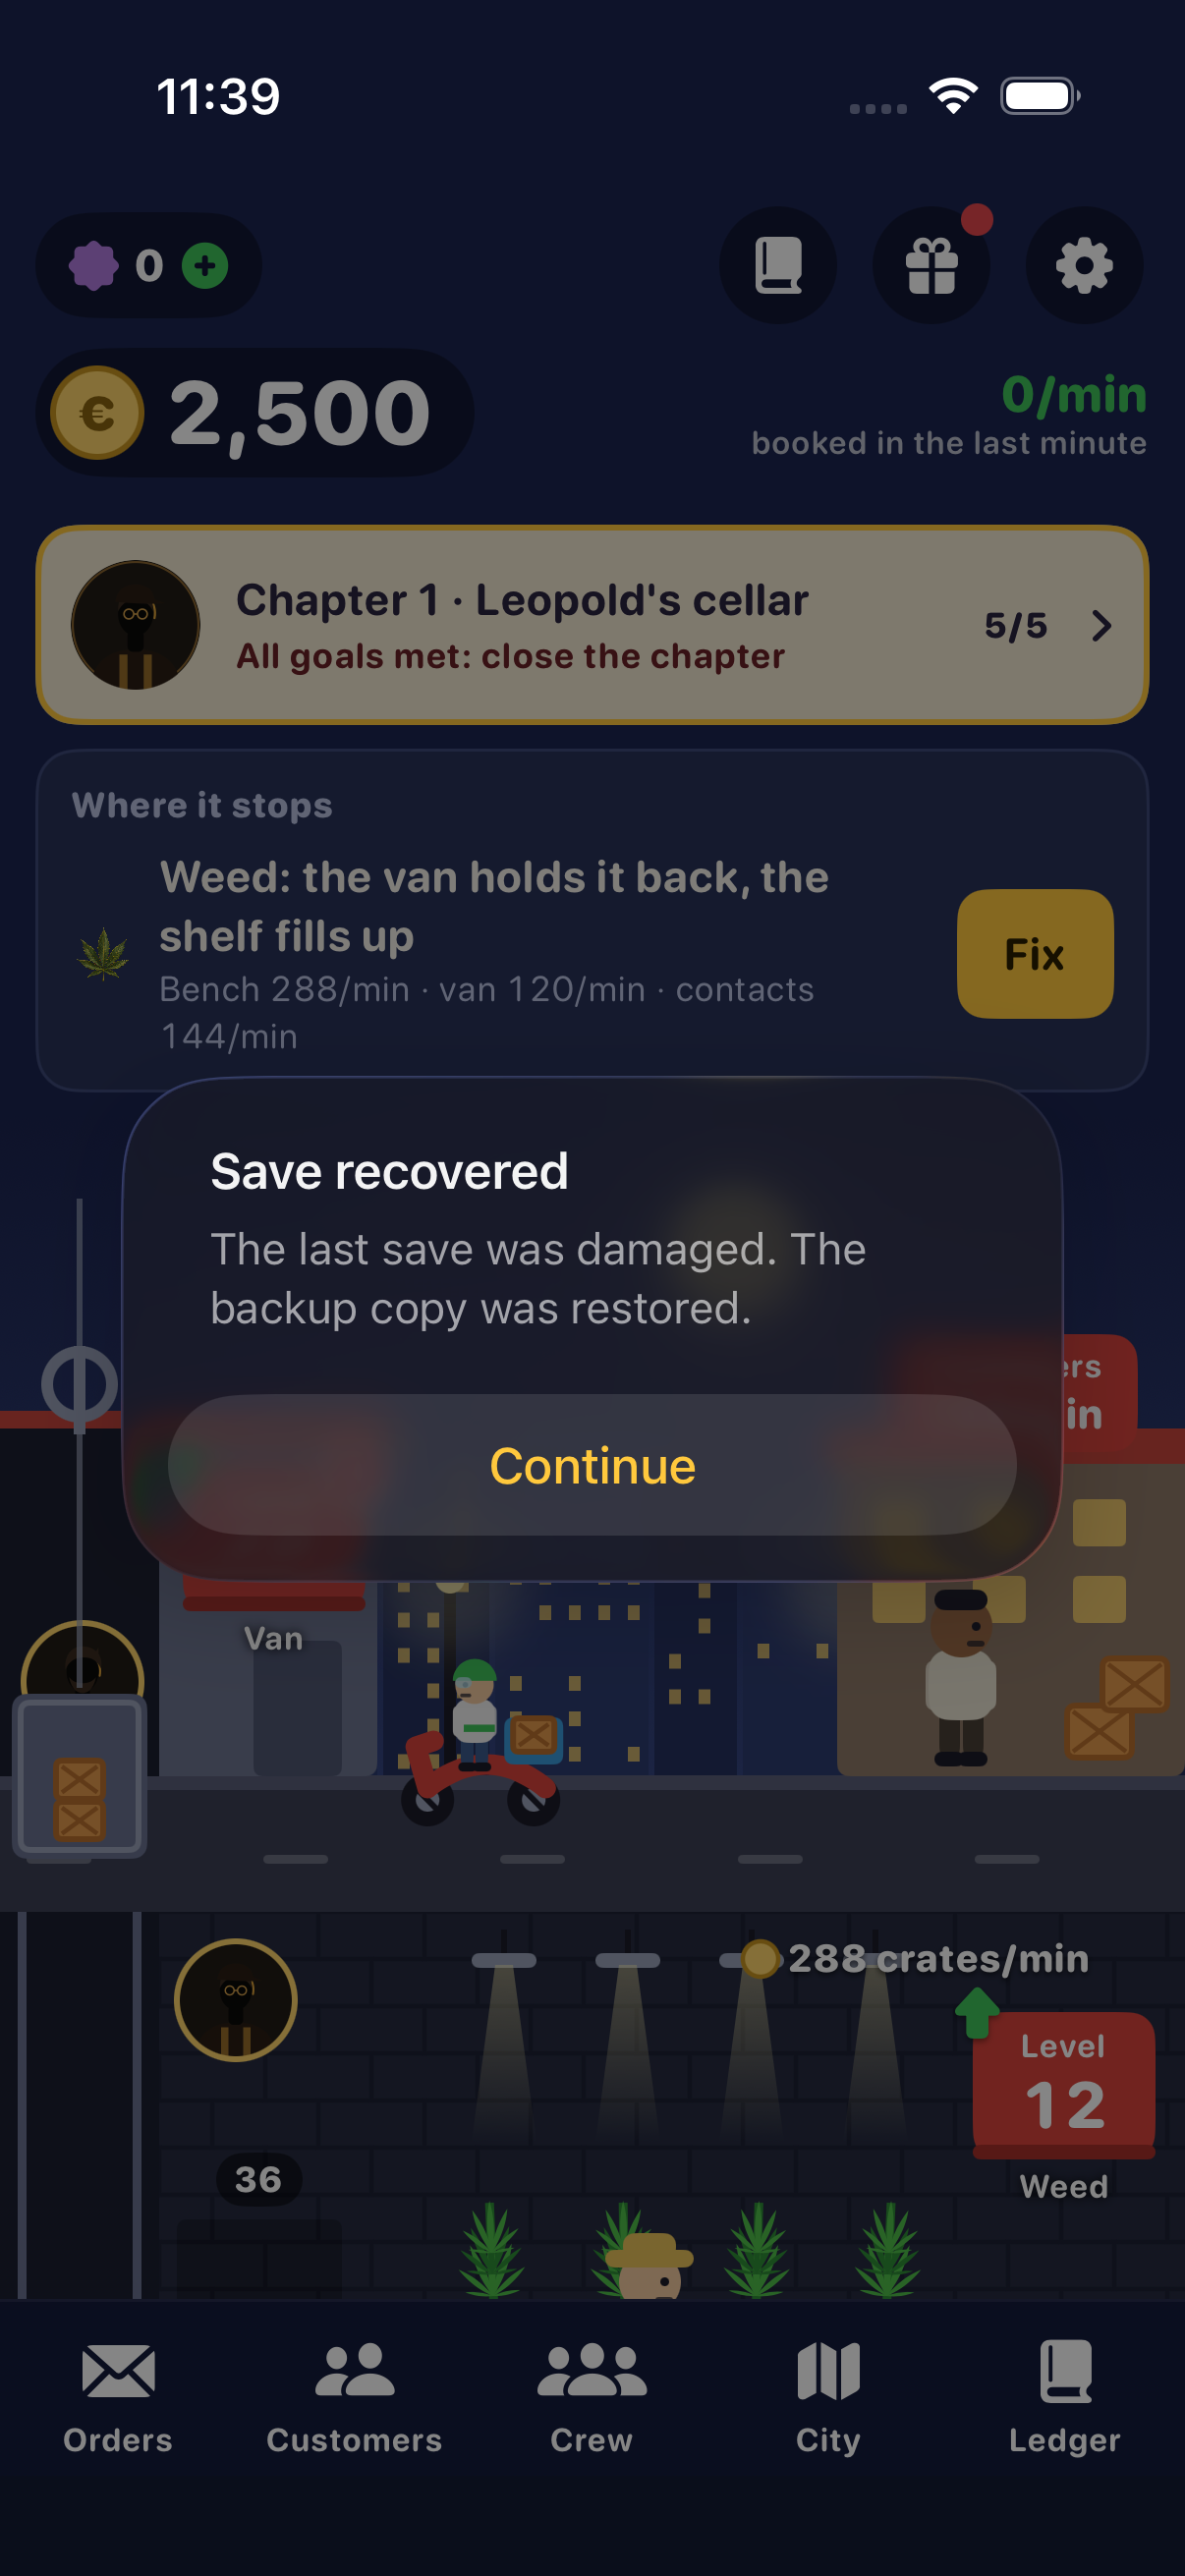 11:39
0
€ 2,500
0/min
booked in the last minute
Chapter 1 · Leopold's cellar
All goals met: close the chapter
5/5
Where it stops
Weed: the van holds it back, the
shelf fills up
Bench 288/min · van 120/min · contacts
144/min
Fix
Save recovered
The last save was damaged. The
backup copy was restored.
Continue
Van
288 crates/min
Level
12
Weed
36
Orders
Customers
Crew
City
Ledger